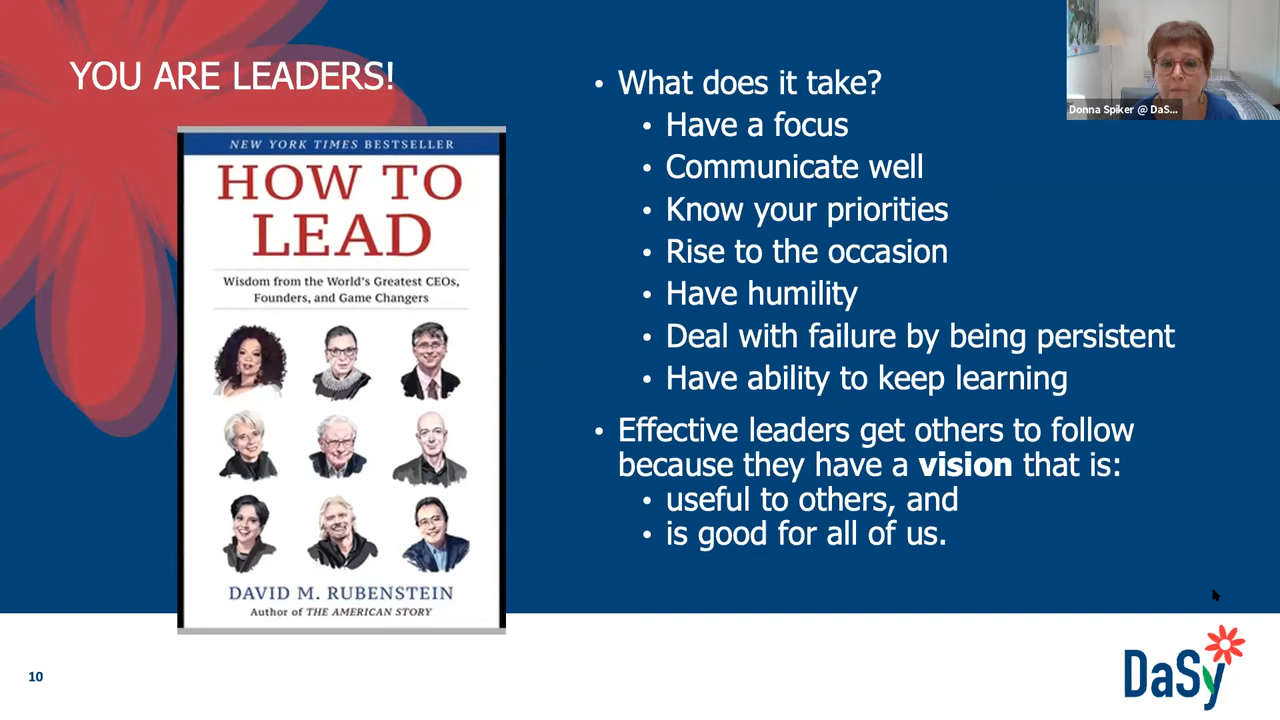 YOU ARE LEADERS!
NEW YORK TIMES BESTSELLER
HOW TO
LEAD
Wisdom from the World's Greatest CEOs,
Founders, and Game Changers
DAVID M. RUBENSTEIN
Author of THE AMERICAN STORY
• What does it take?
• Have a focus
• Communicate well
• Know your priorities
• Rise to the occasion
• Have humility
• Deal with failure by being persistent
• Have ability to keep learning
• Effective leaders get others to follow
because they have a vision that is:
• useful to others, and
• is good for all of us.
Donna Spiker @ DaS...
10
DaSy